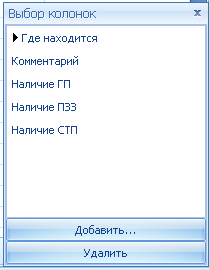 Выбор колонок
Где находится
Комментарий
Наличие ГП
Наличие ПЗЗ
Наличие СТП
Добавить...
Удалить